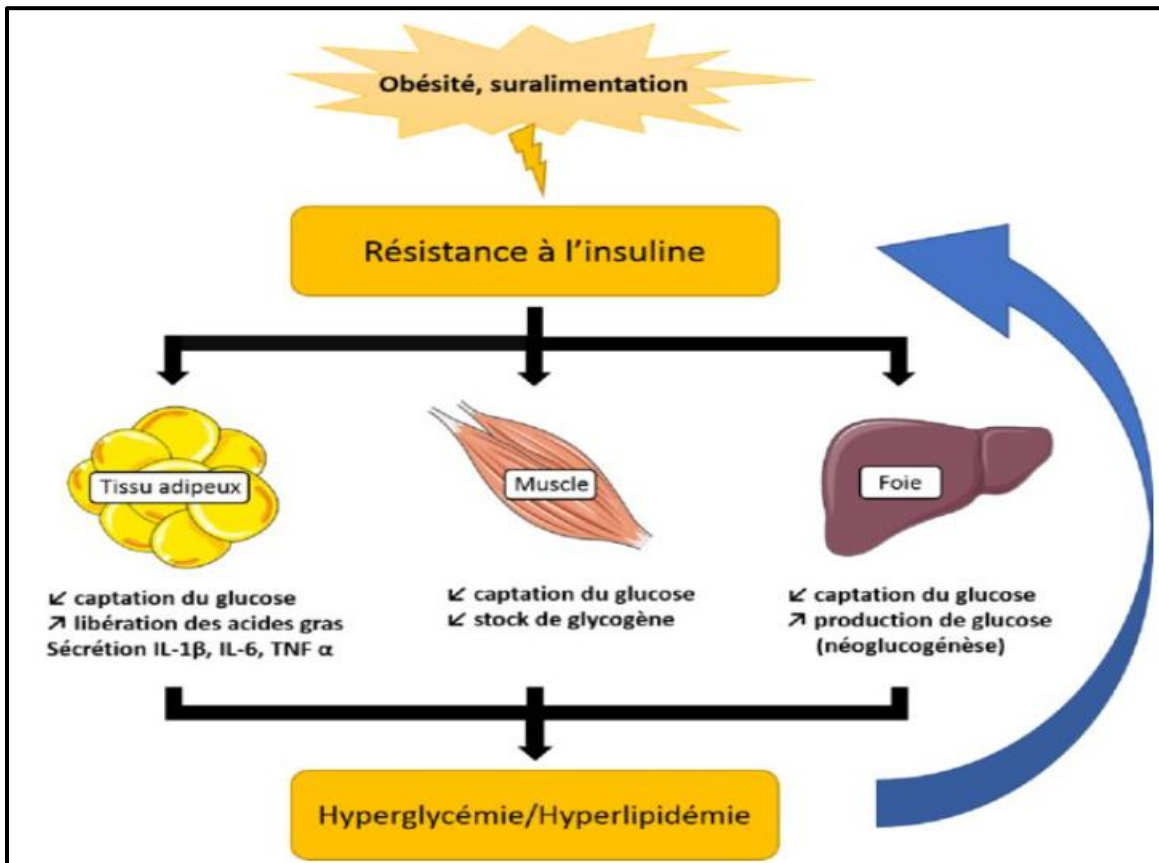 Obésité, suralimentation
Résistance à l'insuline
Tissu adipeux
Muscle
Foie
↙ captation du glucose
↗ libération des acides gras
Sécrétion IL-1β, IL-6, TNF α
↙ captation du glucose
↙ stock de glycogène
↙ captation du glucose
↗ production de glucose
(néoglucogénèse)
Hyperglycémie/Hyperlipidémie